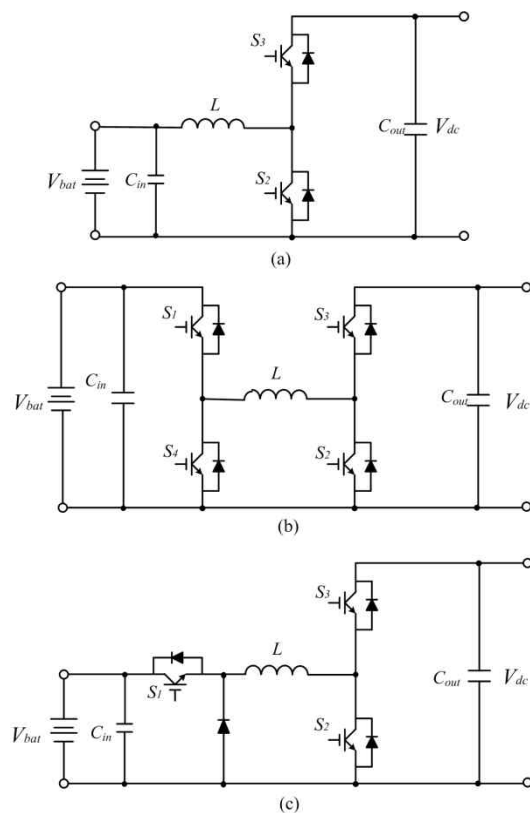 S3
L
Cout
Vdc
Vbat
Cin
S2
(a)
S1
S3
Cin
L
Vbat
Cout
Vdc
S4
S2
(b)
S3
L
S1
Cout
Vdc
Vbat
Cin
S2
(c)